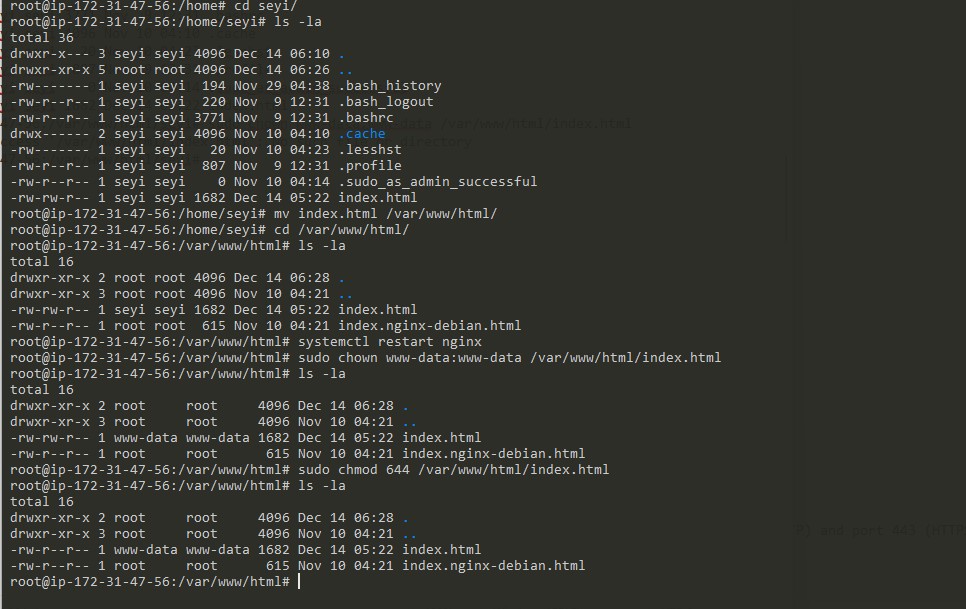 root@ip-172-31-47-56:/home# cd seyi/
root@ip-172-31-47-56:/home/seyi# ls -la
total 36
drwxr-x--- 3 seyi seyi 4096 Dec 14 06:10 .
drwxr-xr-x 5 root root 4096 Dec 14 06:26 ..
-rw------- 1 seyi seyi  194 Nov 29 04:38 .bash_history
-rw-r--r-- 1 seyi seyi  220 Nov  9 12:31 .bash_logout
-rw-r--r-- 1 seyi seyi 3771 Nov  9 12:31 .bashrc
drwx------ 2 seyi seyi 4096 Nov 10 04:10 .cache
-rw------- 1 seyi seyi   20 Nov 10 04:23 .lesshst
-rw-r--r-- 1 seyi seyi  807 Nov  9 12:31 .profile
-rw-r--r-- 1 seyi seyi    0 Nov 10 04:14 .sudo_as_admin_successful
-rw-rw-r-- 1 seyi seyi 1682 Dec 14 05:22 index.html
root@ip-172-31-47-56:/home/seyi# mv index.html /var/www/html/
root@ip-172-31-47-56:/home/seyi# cd /var/www/html/
root@ip-172-31-47-56:/var/www/html# ls -la
total 16
drwxr-xr-x 2 root root 4096 Dec 14 06:28 .
drwxr-xr-x 3 root root 4096 Nov 10 04:21 ..
-rw-rw-r-- 1 seyi seyi 1682 Dec 14 05:22 index.html
-rw-r--r-- 1 root root  615 Nov 10 04:21 index.nginx-debian.html
root@ip-172-31-47-56:/var/www/html# systemctl restart nginx
root@ip-172-31-47-56:/var/www/html# sudo chown www-data:www-data /var/www/html/index.html
root@ip-172-31-47-56:/var/www/html# ls -la
total 16
drwxr-xr-x 2 root     root     4096 Dec 14 06:28 .
drwxr-xr-x 3 root     root     4096 Nov 10 04:21 ..
-rw-rw-r-- 1 www-data www-data 1682 Dec 14 05:22 index.html
-rw-r--r-- 1 root     root      615 Nov 10 04:21 index.nginx-debian.html
root@ip-172-31-47-56:/var/www/html# sudo chmod 644 /var/www/html/index.html
root@ip-172-31-47-56:/var/www/html# ls -la
total 16
drwxr-xr-x 2 root     root     4096 Dec 14 06:28 .
drwxr-xr-x 3 root     root     4096 Nov 10 04:21 ..
-rw-r--r-- 1 www-data www-data 1682 Dec 14 05:22 index.html
-rw-r--r-- 1 root     root      615 Nov 10 04:21 index.nginx-debian.html
root@ip-172-31-47-56:/var/www/html#